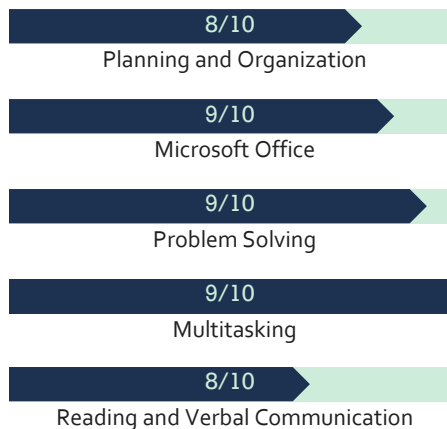 8/10
Planning and Organization
9/10
Microsoft Office
9/10
Problem Solving
9/10
Multitasking
8/10
Reading and Verbal Communication